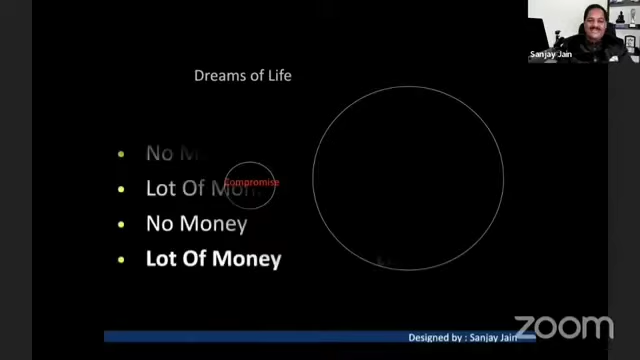 Sanjay Jain
Dreams of Life
No
Lot Of
Compromise
No Money
Lot Of Money
zoom
Designed by : Sanjay Jain